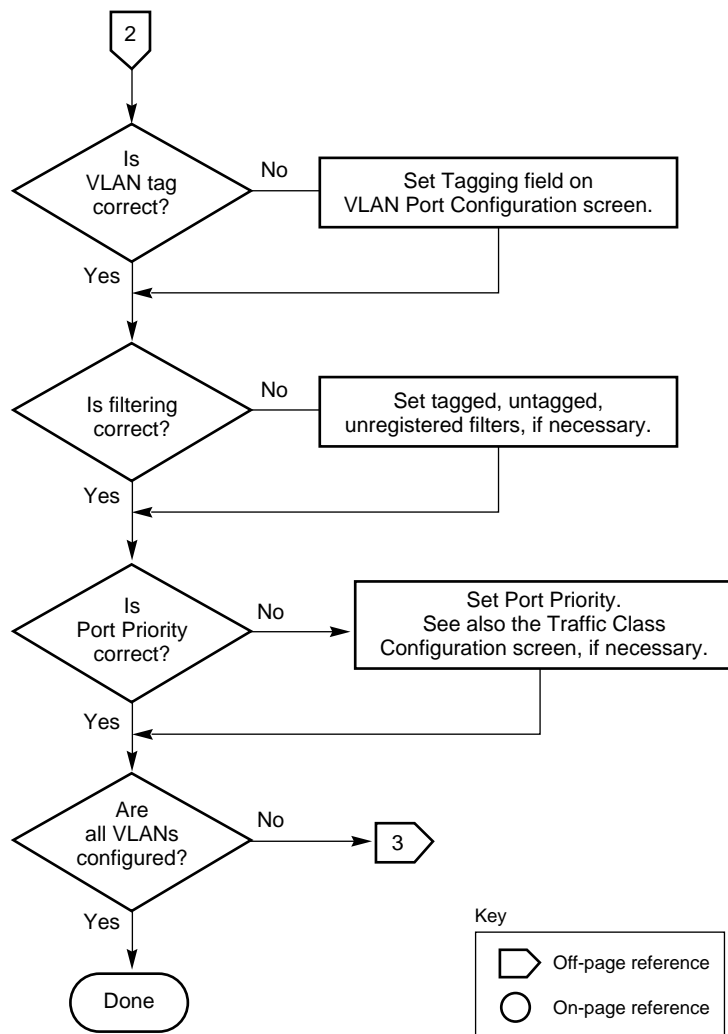 2
Is
VLAN tag
correct?
No
Set Tagging field on
VLAN Port Configuration screen.
Yes
Is filtering
correct?
No
Set tagged, untagged,
unregistered filters, if necessary.
Yes
Is
Port Priority
correct?
No
Set Port Priority.
See also the Traffic Class
Configuration screen, if necessary.
Yes
Are
all VLANs
configured?
No
3
Yes
Done
Key
Off-page reference
On-page reference